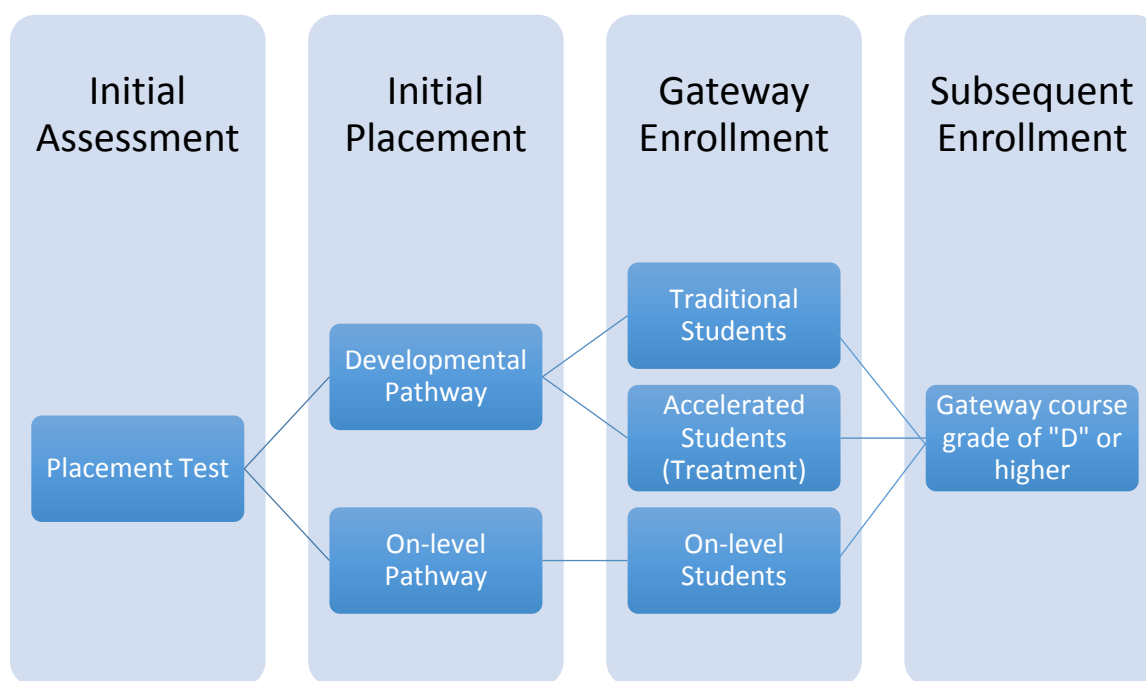 Initial
Assessment
Placement Test
Initial
Placement
Developmental
Pathway
On-level
Pathway
Gateway
Enrollment
Traditional
Students
Accelerated
Students
(Treatment)
On-level
Students
Subsequent
Enrollment
Gateway course
grade of "D" or
higher